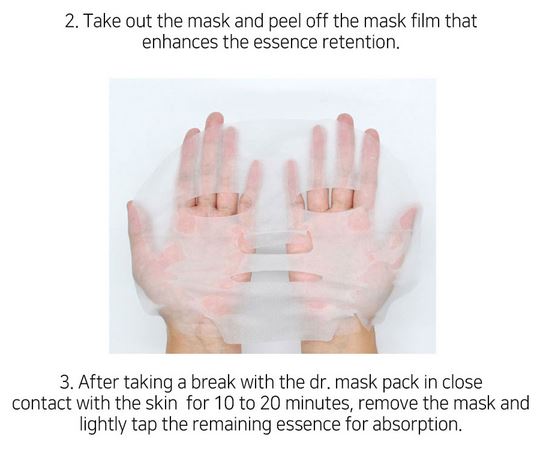 2. Take out the mask and peel off the mask film that
enhances the essence retention.
3. After taking a break with the dr. mask pack in close
contact with the skin for 10 to 20 minutes, remove the mask and
lightly tap the remaining essence for absorption.